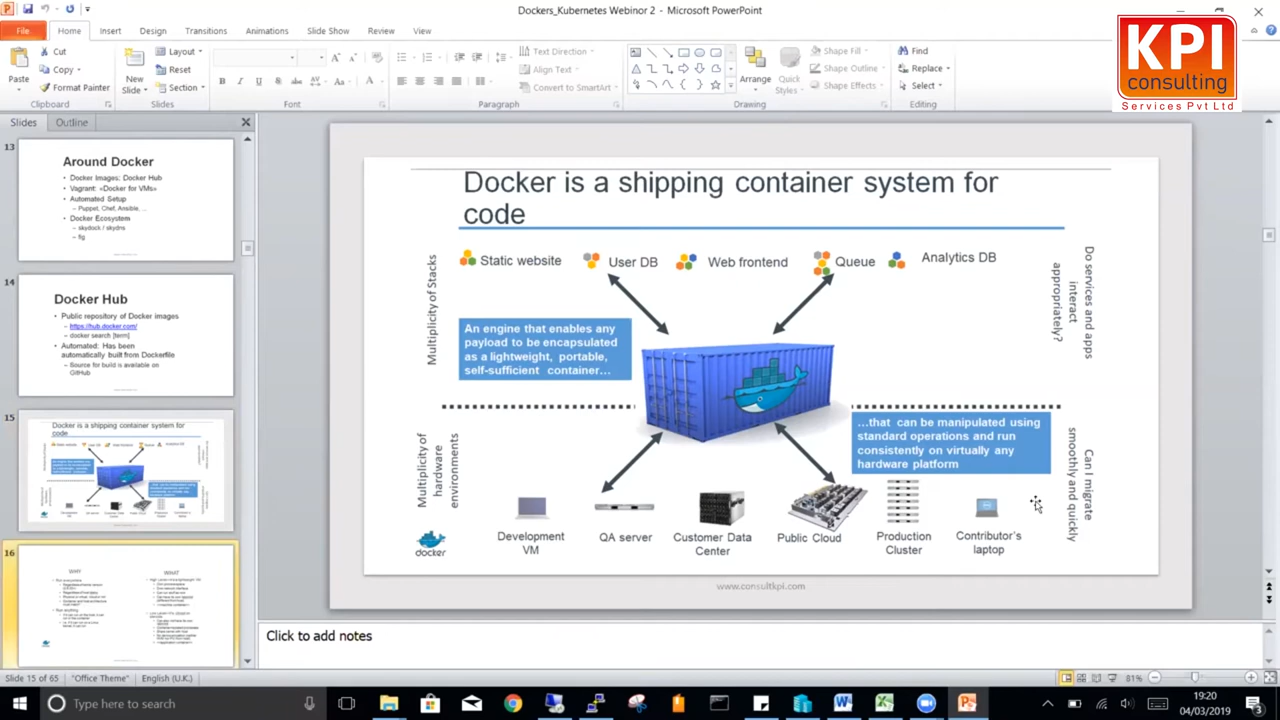 Dockers_Kubernetes Webinor 2 - Microsoft PowerPoint
File Home Insert Design Transitions Animations Slide Show Review View
KPI
consulting
Services Pvt Ltd
Paste
Cut
Copy
Format Painter
Clipboard
New
Slide
Layout
Reset
Section
Slides
Font
Text Direction
Align Text
Convert to SmartArt
Paragraph
Arrange
Quick
Styles
Shape Fill
Shape Outline
Shape Effects
Drawing
Find
Replace
Select
Editing
Slides Outline
13
Around Docker
• Docker Images: Docker Hub
• Vagrant: «Docker for VMs»
• Automated Setup
– Puppet, Chef, Ansible, ...
• Docker Ecosystem
– skydock / skydns
– fig
14
Docker Hub
• Public repository of Docker images
– https://hub.docker.com/
– docker search [term]
• Automated: Has been
automatically built from Dockerfile
– Source for build is available on
GitHub
15
Docker is a shipping container system for
code
16
WHY
WHAT
Docker is a shipping container system for
code
Static website
User DB
Web frontend
Queue
Analytics DB
Multiplicity of Stacks
Do services and apps
interact
appropriately?
An engine that enables any
payload to be encapsulated
as a lightweight, portable,
self-sufficient container…
…that can be manipulated using
standard operations and run
consistently on virtually any
hardware platform
Multiplicity of
hardware
environments
Can I migrate
smoothly and quickly
docker
Development
VM
QA server
Customer Data
Center
Public Cloud
Production
Cluster
Contributor's
laptop
www.consultkpi.com
Click to add notes
Slide 15 of 65 "Office Theme" English (U.K.)
81%
Type here to search
19:20
04/03/2019